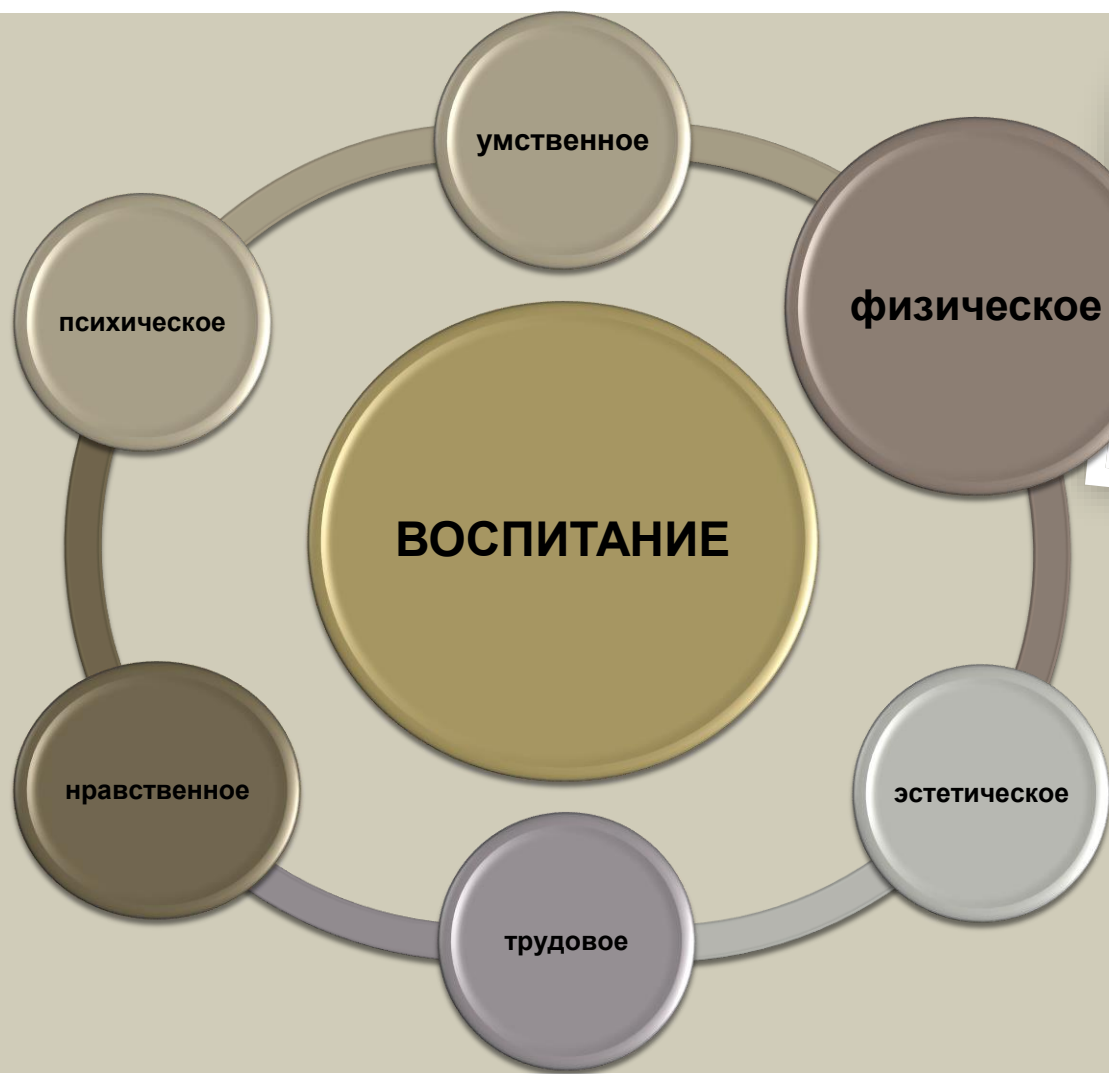 умственное
физическое
психическое
ВОСПИТАНИЕ
нравственное
эстетическое
трудовое